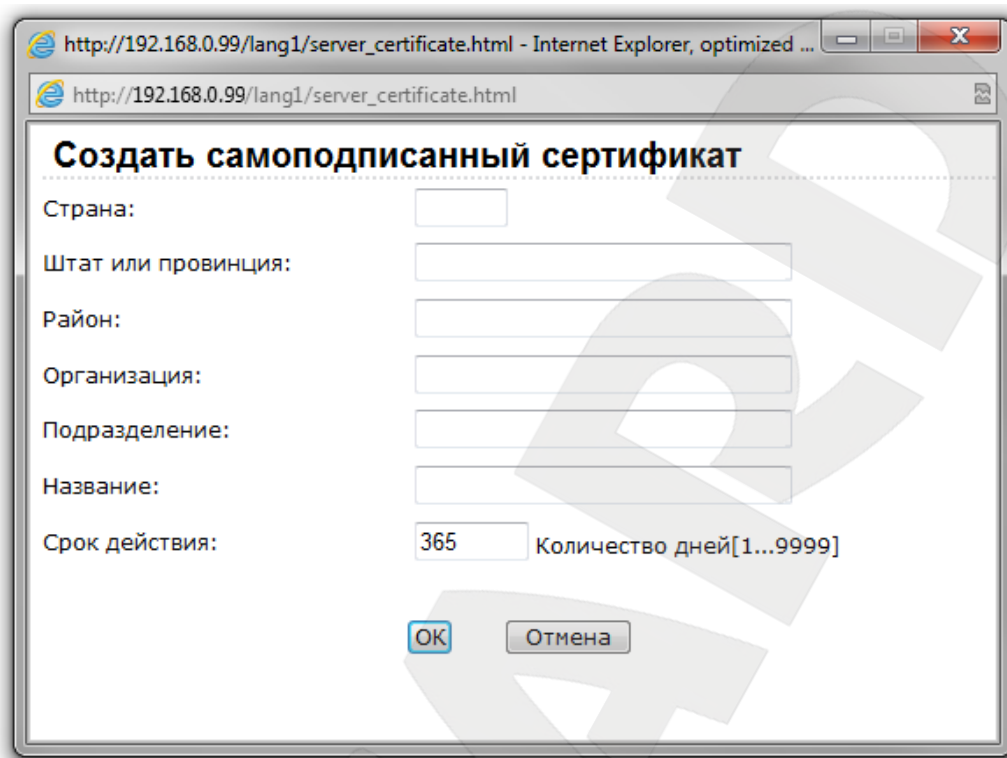 http://192.168.0.99/lang1/server_certificate.html - Internet Explorer, optimized ...
http://192.168.0.99/lang1/server_certificate.html
Создать самоподписанный сертификат
Страна:
Штат или провинция:
Район:
Организация:
Подразделение:
Название:
Срок действия: 365 Количество дней[1...9999]
OK Отмена